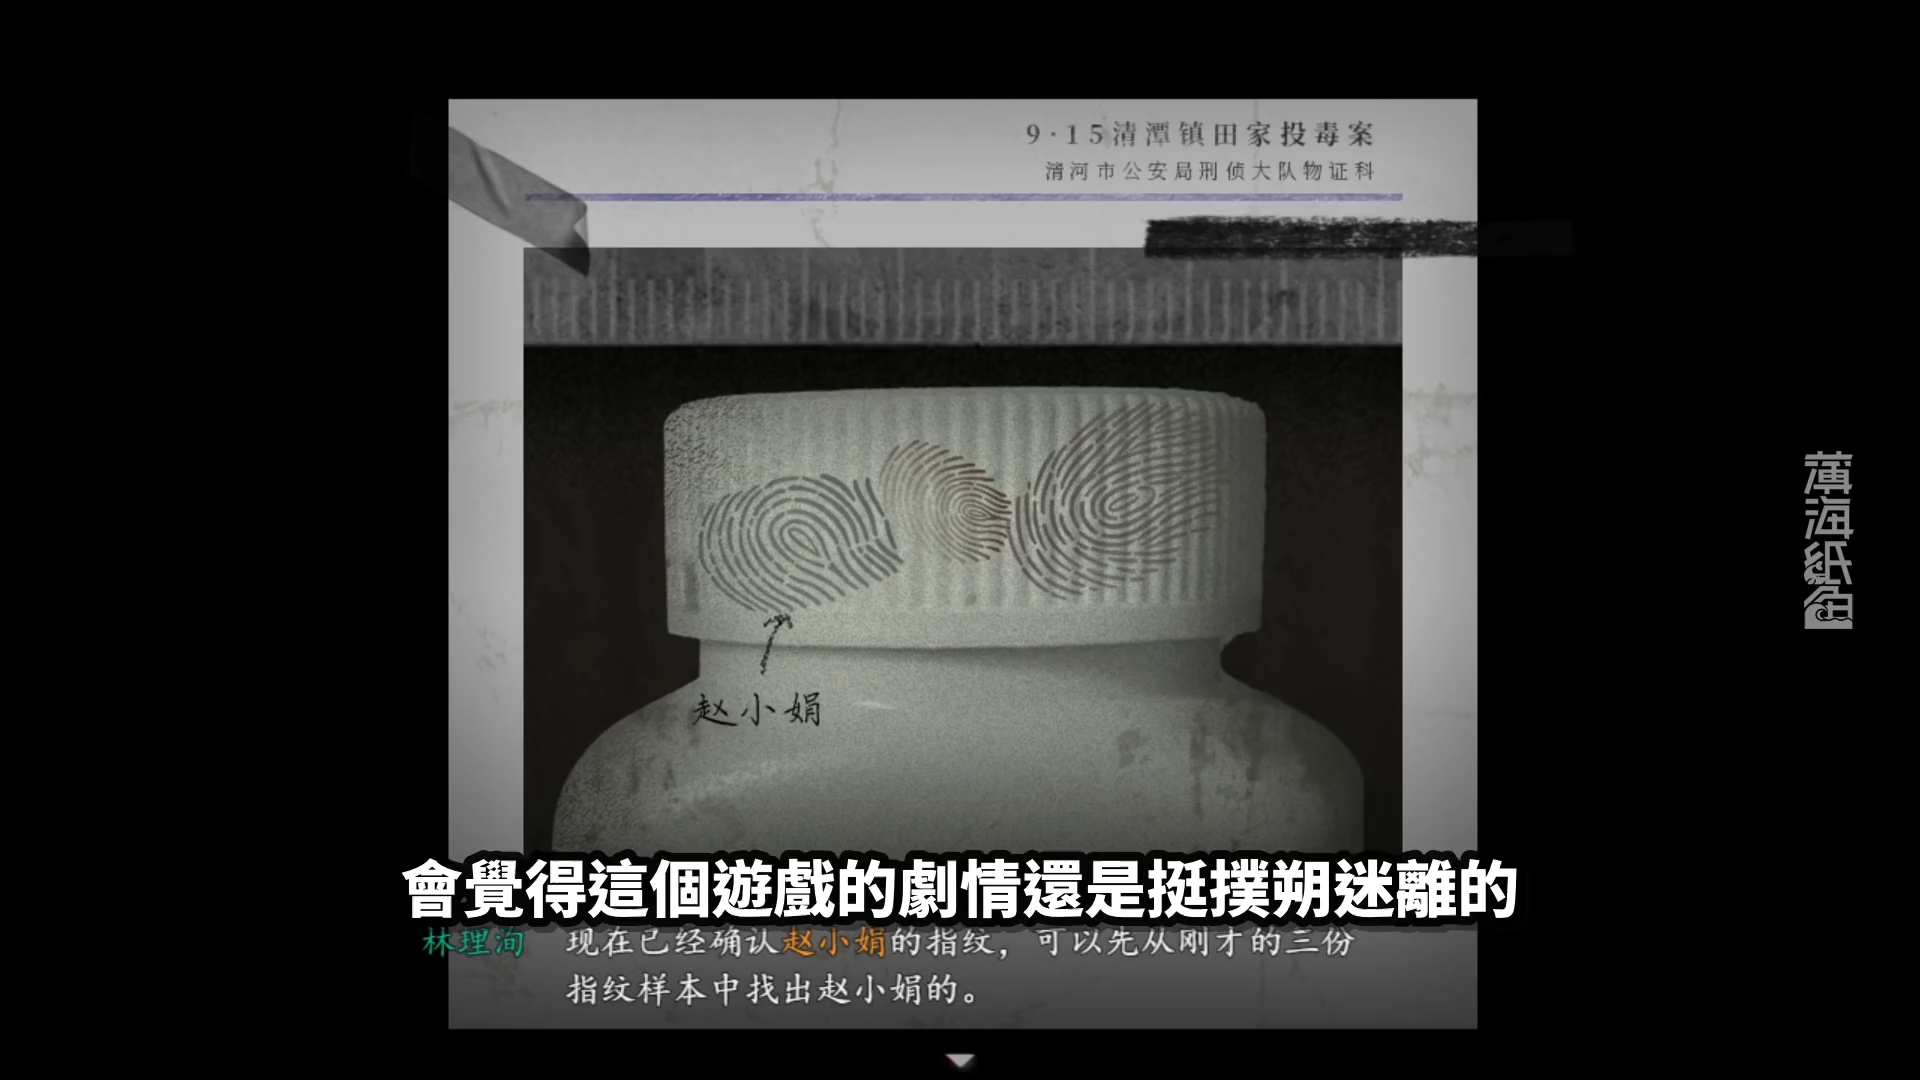 9·15清潭镇田家投毒案
清河市公安局刑侦大队物证科
赵小娟
會覺得這個遊戲的劇情還是挺撲朔迷離的
林理洵 现在已经确认赵小娟的指纹，可以先从刚才的三份
指纹样本中找出赵小娟的。
薄海紙魚